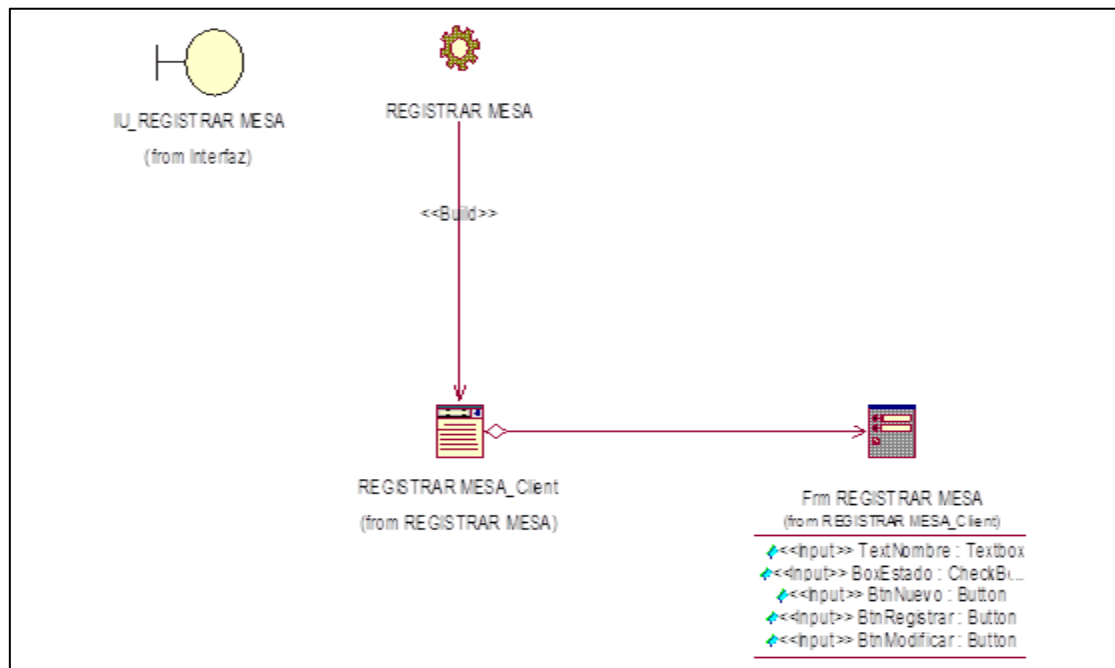 IU_REGISTRAR MESA
(from Interfaz)
REGISTRAR MESA
<<Build>>
REGISTRAR MESA_Client
(from REGISTRAR MESA)
Frm REGISTRAR MESA
(from REGISTRAR MESA_Client)
<<Input>> TextNombre : Textbox
<<Input>> BoxEstado : CheckB...
<<Input>> BtnNuevo : Button
<<Input>> BtnRegistrar : Button
<<Input>> BtnModificar : Button